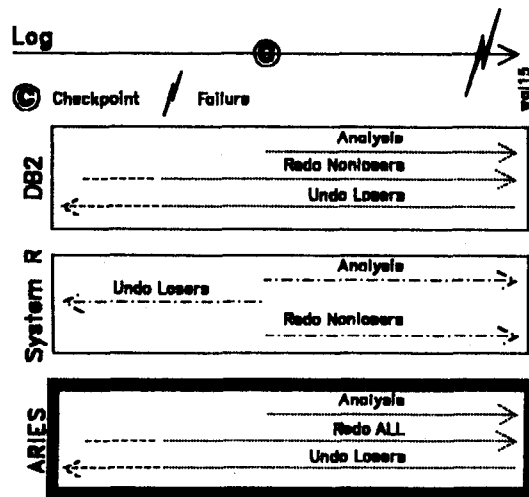 Log
Checkpoint
Failure
wal15
DB2
Analysis
Redo Nonlosers
Undo Losers
System R
Analysis
Undo Losers
Redo Nonlosers
ARIES
Analysis
Redo ALL
Undo Losers